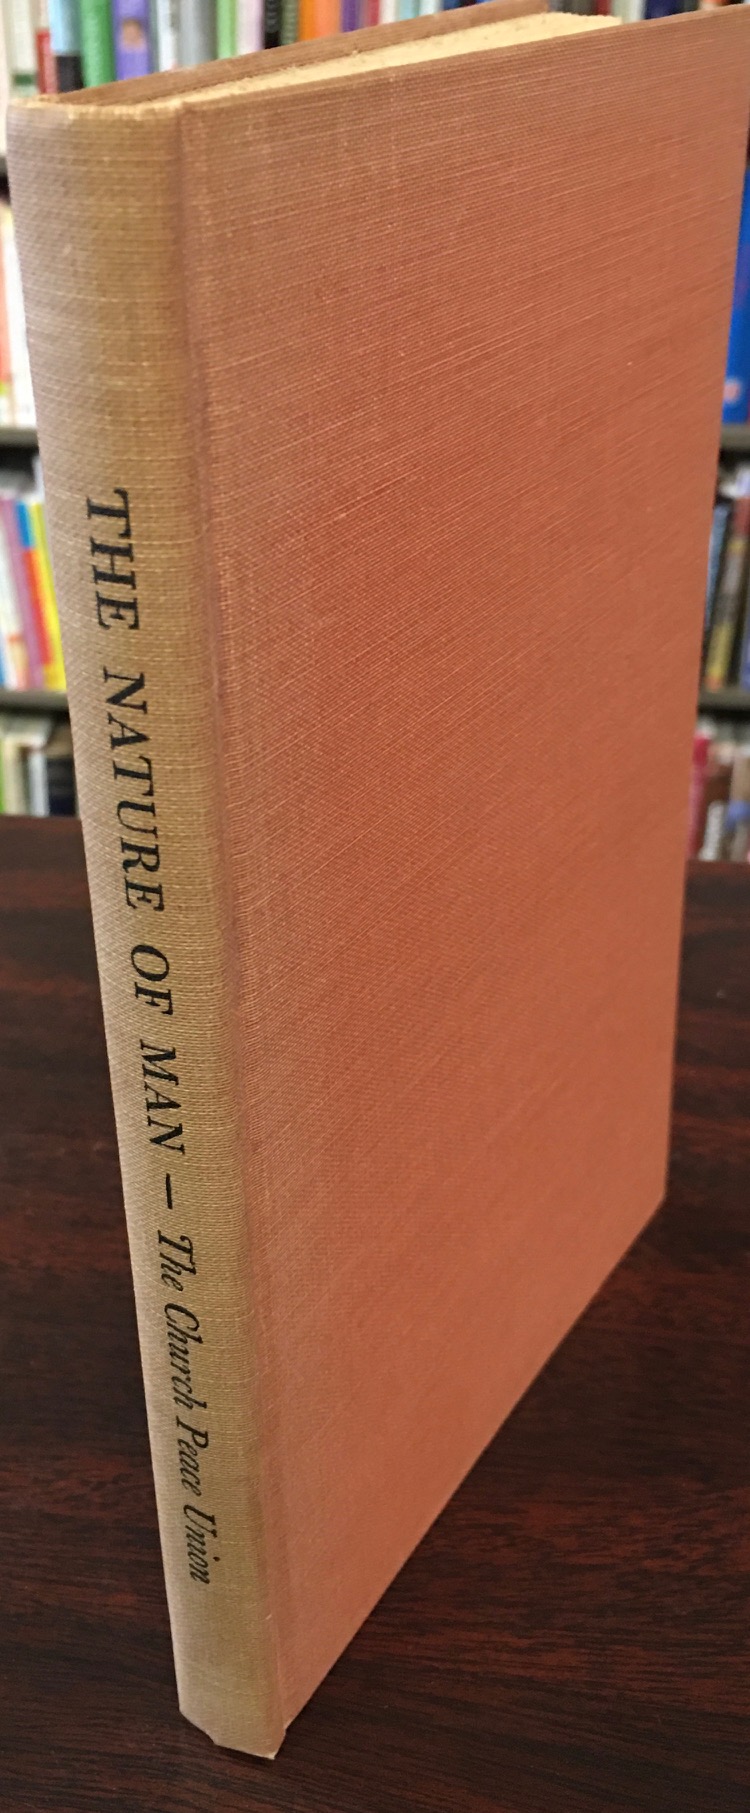 THE NATURE OF MAN — The Church Peace Union